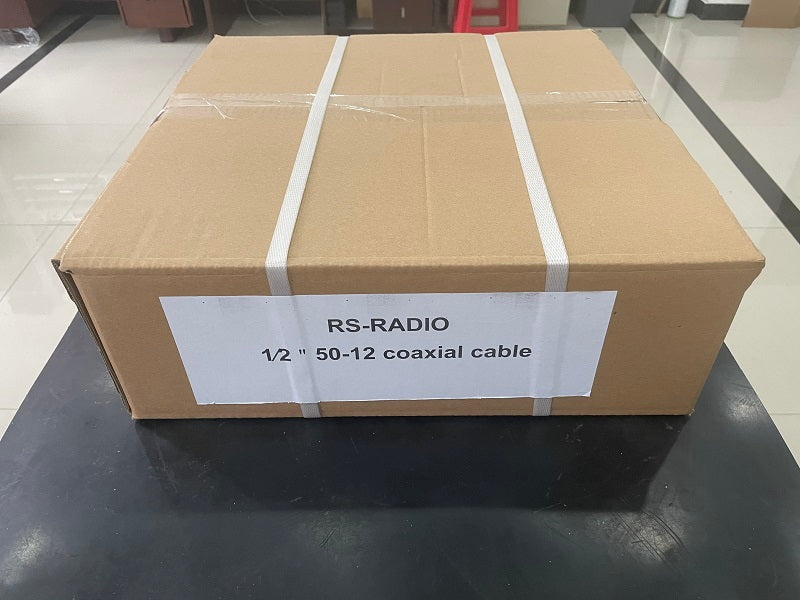 RS-RADIO
1/2 " 50-12 coaxial cable